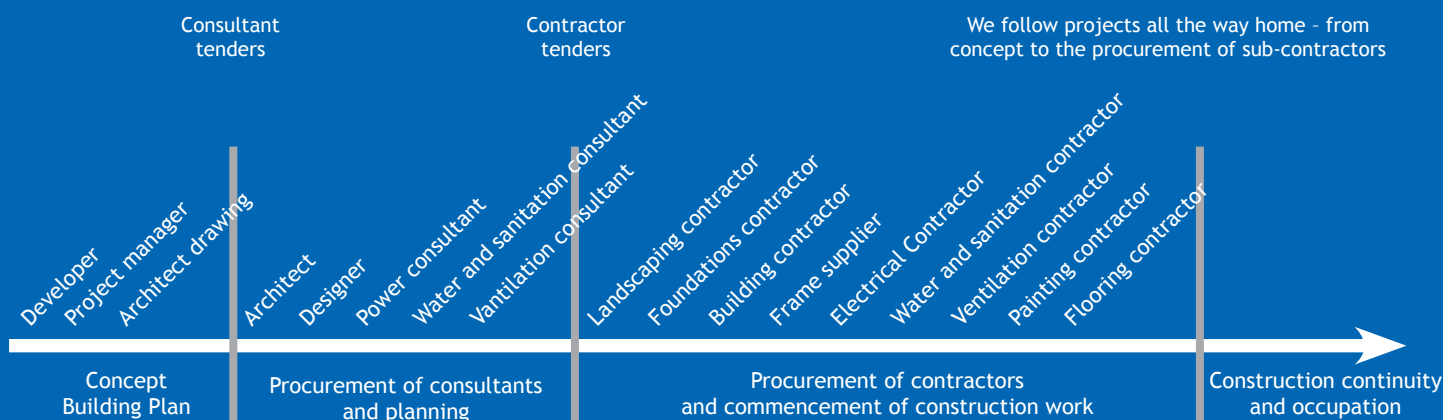 Consultant
tenders
Contractor
tenders
We follow projects all the way home - from
concept to the procurement of sub-contractors
Developer
Project manager
Architect drawing
Architect
Designer
Power consultant
Water and sanitation consultant
Vantilation consultant
Landscaping contractor
Foundations contractor
Building contractor
Frame supplier
Electrical Contractor
Water and sanitation contractor
Ventilation contractor
Painting contractor
Flooring contractor
Concept
Building Plan
Procurement of consultants
and planning
Procurement of contractors
and commencement of construction work
Construction continuity
and occupation